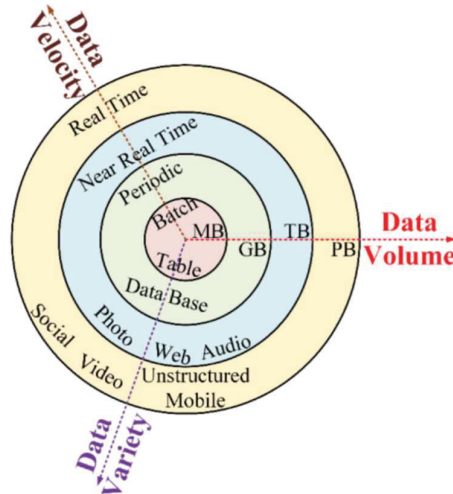 Data
Velocity
Real Time
Near Real Time
Periodic
Batch
MB
GB
TB
PB
Data
Volume
Table
Data Base
Photo Web Audio
Social Video Unstructured
Mobile
Data
Variety